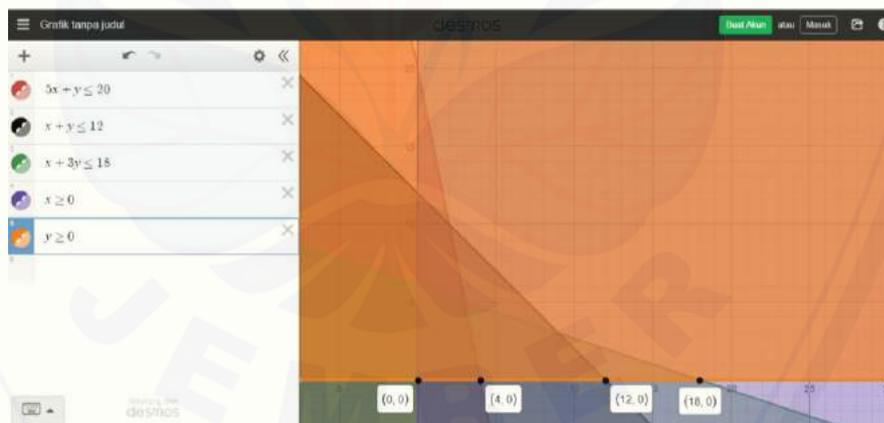 Grafik tanpa judul
desmos
Buat Akun atau Masuk
5x + y ≤ 20
x + y ≤ 12
x + 3y ≤ 18
x ≥ 0
y ≥ 0
(0, 0)
(4, 0)
(12, 0)
(18, 0)
desmos
JEMBER